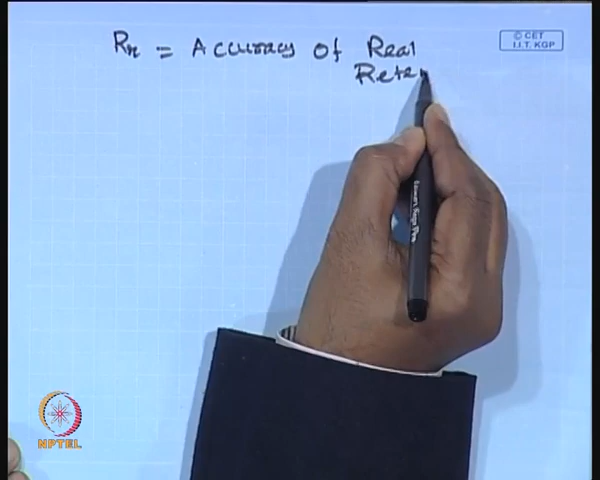 Rr = Accuracy of Real
Rete
© CET
I.I.T. KGP
NPTEL